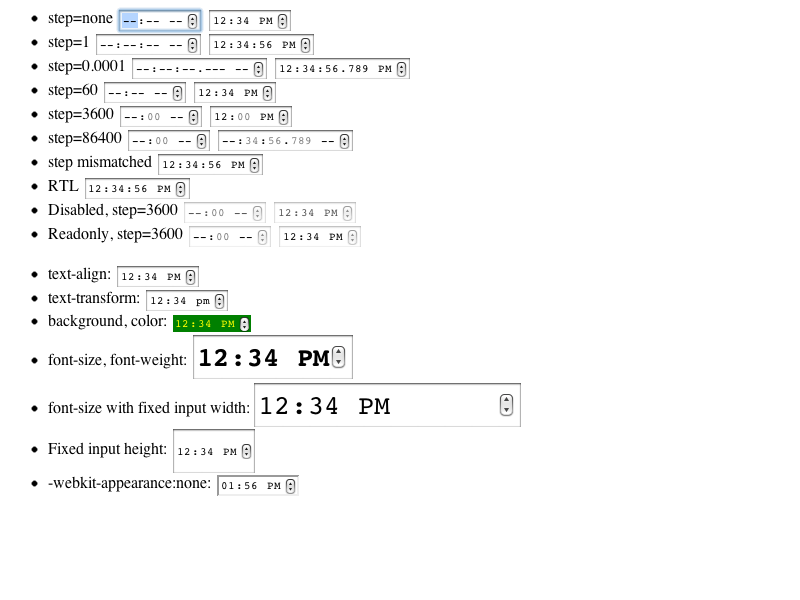 step=none --:-- -- 12:34 PM
step=1 --:--:-- -- 12:34:56 PM
step=0.0001 --:--:--.--- -- 12:34:56.789 PM
step=60 --:-- -- 12:34 PM
step=3600 --:00 -- 12:00 PM
step=86400 --:00 -- --:34:56.789 --
step mismatched 12:34:56 PM
RTL 12:34:56 PM
Disabled, step=3600 --:00 -- 12:34 PM
Readonly, step=3600 --:00 -- 12:34 PM
text-align: 12:34 PM
text-transform: 12:34 pm
background, color: 12:34 PM
font-size, font-weight: 12:34 PM
font-size with fixed input width: 12:34 PM
Fixed input height: 12:34 PM
-webkit-appearance:none: 01:56 PM